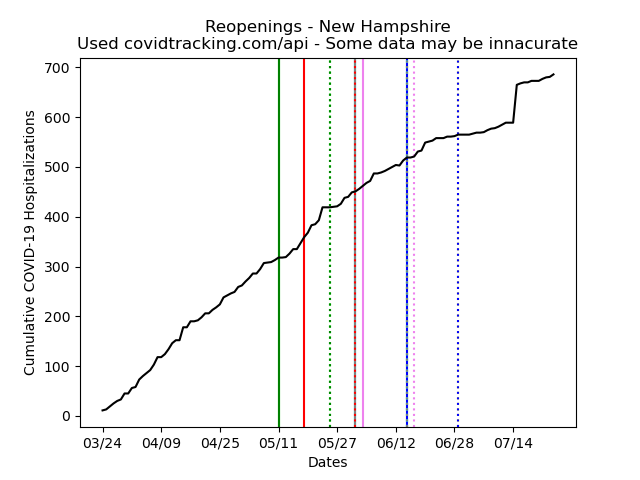 Reopenings - New Hampshire
Used covidtracking.com/api - Some data may be innacurate
700
600
500
400
300
200
100
0
Cumulative COVID-19 Hospitalizations
03/24 04/09 04/25 05/11 05/27 06/12 06/28 07/14
Dates